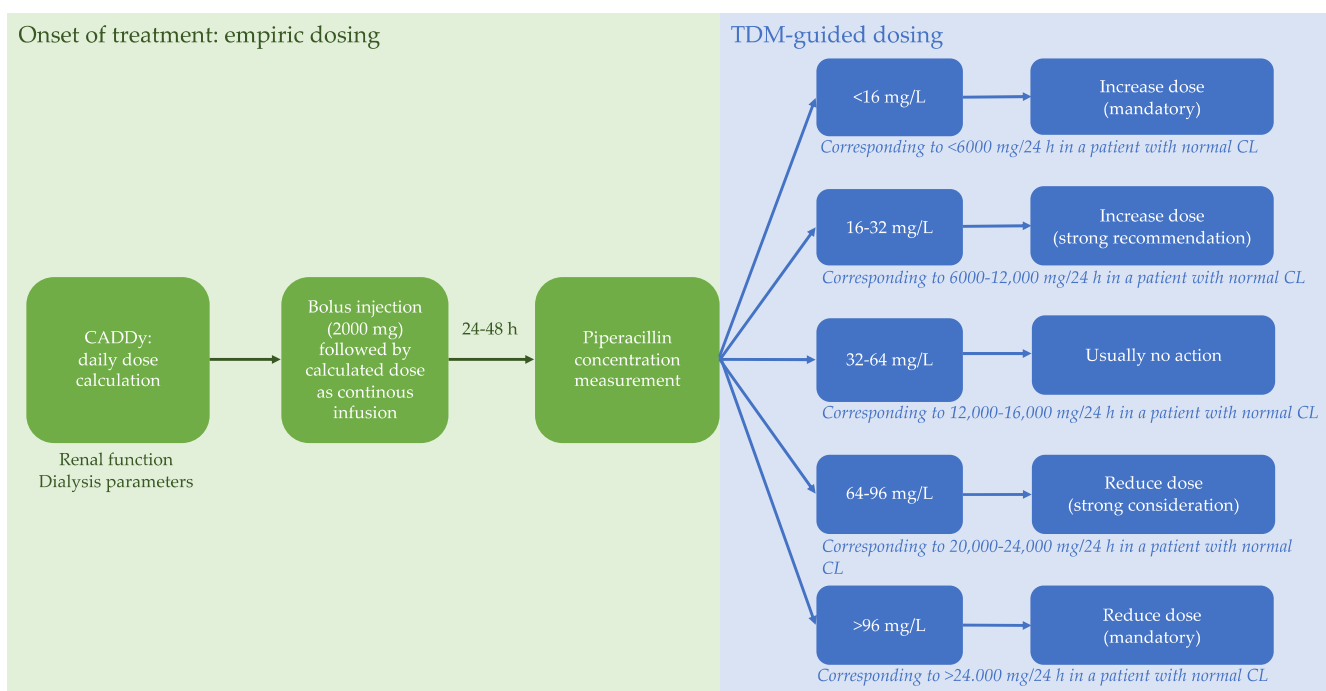 Onset of treatment: empiric dosing
CADDy:
daily dose
calculation
Renal function
Dialysis parameters
Bolus injection
(2000 mg)
followed by
calculated dose
as continous
infusion
24-48 h
Piperacillin
concentration
measurement
TDM-guided dosing
<16 mg/L
Increase dose
(mandatory)
Corresponding to <6000 mg/24 h in a patient with normal CL
16-32 mg/L
Increase dose
(strong recommendation)
Corresponding to 6000-12,000 mg/24 h in a patient with normal CL
32-64 mg/L
Usually no action
Corresponding to 12,000-16,000 mg/24 h in a patient with normal CL
64-96 mg/L
Reduce dose
(strong consideration)
Corresponding to 20,000-24,000 mg/24 h in a patient with normal
CL
>96 mg/L
Reduce dose
(mandatory)
Corresponding to >24.000 mg/24 h in a patient with normal CL